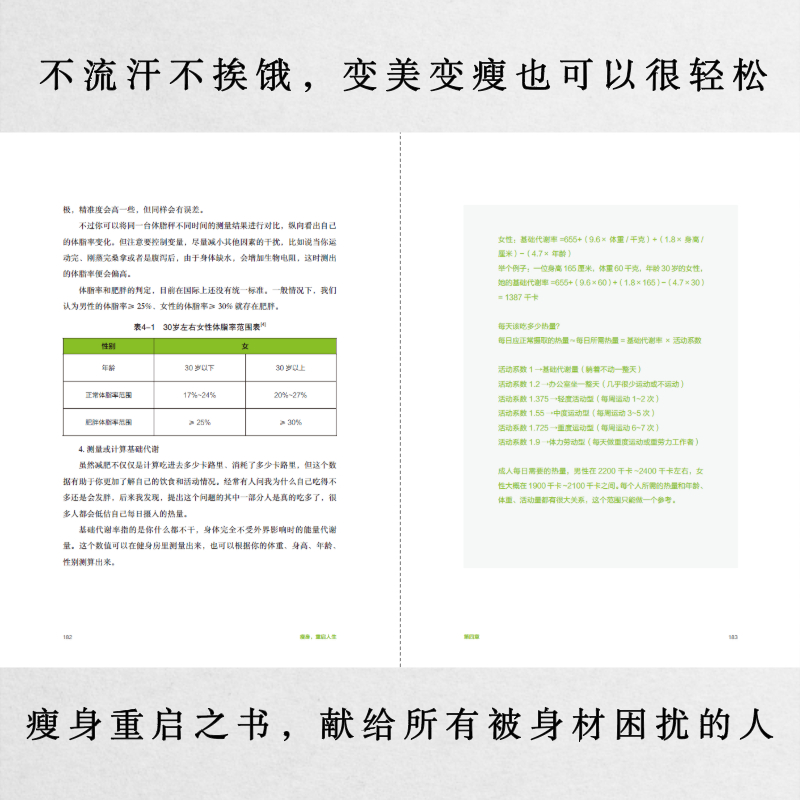 不流汗不挨饿，变美变瘦也可以很轻松
极，精准度会高一些，但同样会有误差。
不过你可以将同一台体脂秤不同时间的测量结果进行对比，纵向看出自己
的体脂率变化。但注意要控制变量，尽量减小其他因素的干扰，比如说当你运
动完、刚蒸完桑拿或者是腹泻后，由于身体缺水，会增加生物电阻，这时测出
的体脂率便会偏高。
体脂率和肥胖的判定，目前在国际上还没有统一标准。一般情况下，我们
认为男性的体脂率≥25%、女性的体脂率≥30%就存在肥胖。
表4-1 30岁左右女性体脂率范围表[4]
性别 女
年龄 30岁以下 30岁以上
正常体脂率范围 17%~24% 20%~27%
肥胖体脂率范围 ≥25% ≥30%
4. 测量或计算基础代谢
虽然减肥不仅仅是计算吃进去多少卡路里、消耗了多少卡路里，但这个数
据有助于你更加了解自己的饮食和活动情况。经常有人问我为什么自己吃得不
多还是会发胖，后来我发现，提出这个问题的其中一部分人是真的吃多了，很
多人都会低估自己每日摄入的热量。
基础代谢率指的是你什么都不干，身体完全不受外界影响时的能量代谢
量。这个数值可以在健身房里测量出来，也可以根据你的体重、身高、年龄、
性别测算出来。
182
瘦身，重启人生
女性：基础代谢率=655+（9.6×体重/千克）+（1.8×身高/
厘米）-（4.7×年龄）
举个例子：一位身高165厘米，体重60千克，年龄30岁的女性，
她的基础代谢率=655+（9.6×60）+（1.8×165）-（4.7×30）
=1387千卡
每天该吃多少热量？
每日应正常摄取的热量→每日所需热量=基础代谢率×活动系数
活动系数1→基础代谢量（躺着不动一整天）
活动系数1.2→办公室坐一整天（几乎很少运动或不运动）
活动系数1.375→轻度活动型（每周运动1~2次）
活动系数1.55→中度运动型（每周运动3~5次）
活动系数1.725→重度运动型（每周运动6~7次）
活动系数1.9→体力劳动型（每天做重度运动或重劳力工作者）
成人每日需要的热量，男性在2200千卡~2400千卡左右，女
性大概在1900千卡~2100千卡之间。每个人所需的热量和年龄、
体重、活动量都有很大关系，这个范围只能做一个参考。
第四章
183
瘦身重启之书，献给所有被身材困扰的人